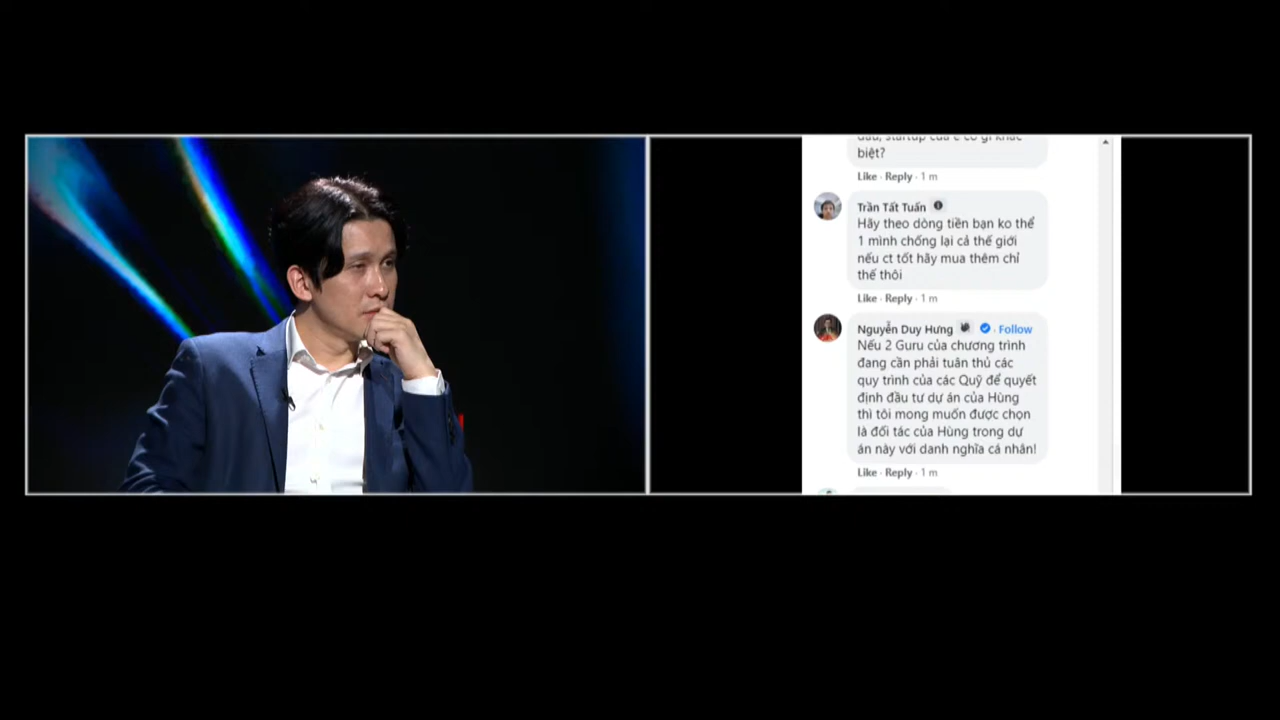 biệt?
Like · Reply · 1 m
Trần Tất Tuấn
Hãy theo dòng tiền bạn ko thể
1 mình chống lại cả thế giới
nếu ct tốt hãy mua thêm chỉ
thế thôi
Like · Reply · 1 m
Nguyễn Duy Hưng · Follow
Nếu 2 Guru của chương trình
đang cần phải tuân thủ các
quy trình của các Quỹ để quyết
định đầu tư dự án của Hùng
thì tôi mong muốn được chọn
là đối tác của Hùng trong dự
án này với danh nghĩa cá nhân!
Like · Reply · 1 m